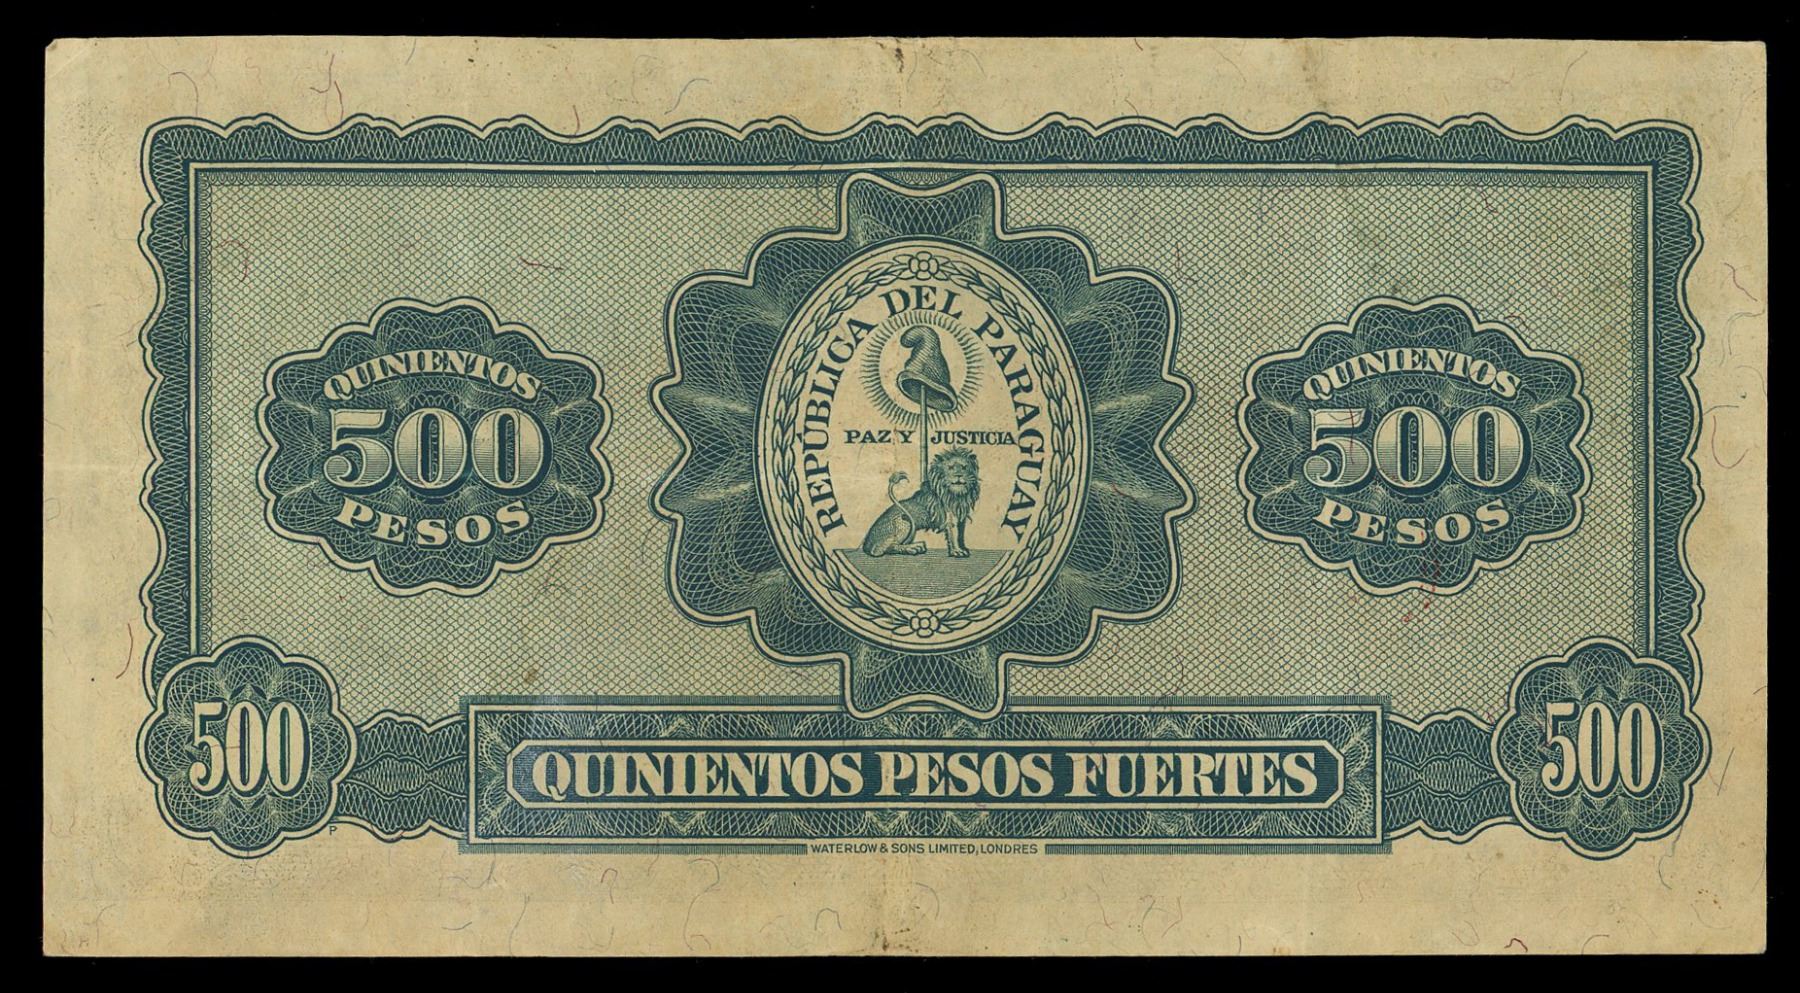 REPÚBLICA DEL PARAGUAY
PAZ Y JUSTICIA
QUINIENTOS
500
PESOS
QUINIENTOS
500
PESOS
500
500
QUINIENTOS PESOS FUERTES
P
WATERLOW & SONS LIMITED, LONDRES